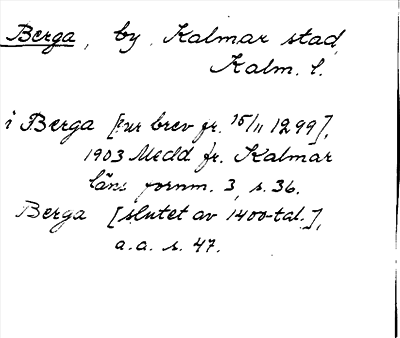 Berga, by, Kalmar stad,
Kalm. l.
i Berga [ur brev fr. 15/11 1299],
1903 Medd. fr. Kalmar
läns fornm. 3, s. 36.
Berga [slutet av 1400-tal.],
a.a. s. 47.